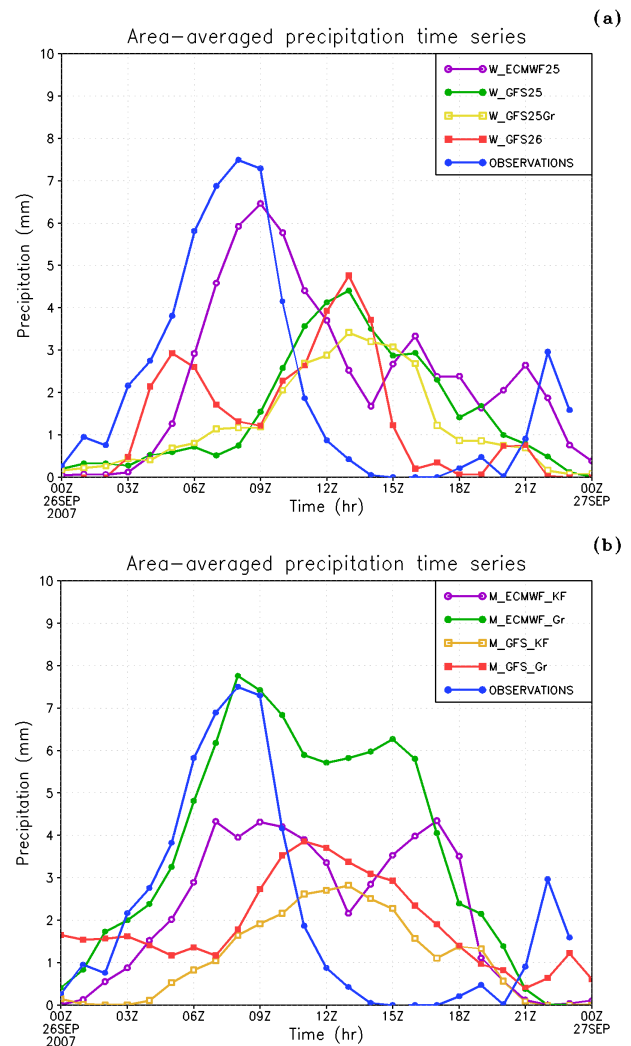 (a)
Area-averaged precipitation time series
W_ECMWF25
W_GFS25
W_GFS25Gr
W_GFS26
OBSERVATIONS
Precipitation (mm)
10
9
8
7
6
5
4
3
2
1
0
00Z 03Z 06Z 09Z 12Z 15Z 18Z 21Z 00Z
26SEP 27SEP
2007
Time (hr)
(b)
Area-averaged precipitation time series
M_ECMWF_KF
M_ECMWF_Gr
M_GFS_KF
M_GFS_Gr
OBSERVATIONS
Precipitation (mm)
10
9
8
7
6
5
4
3
2
1
0
00Z 03Z 06Z 09Z 12Z 15Z 18Z 21Z 00Z
26SEP 27SEP
2007
Time (hr)